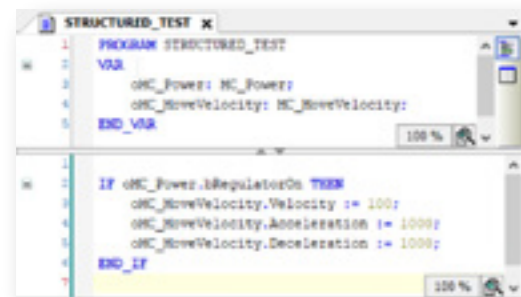 STRUCTURED_TEST
1 PROGRAM STRUCTURED_TEST
2 VAR
3 oMC_Power: MC_Power;
4 oMC_MoveVelocity: MC_MoveVelocity;
5 END_VAR
100 %
1
2 IF oMC_Power.bRegulatorOn THEN
3 oMC_MoveVelocity.Velocity := 100;
4 oMC_MoveVelocity.Acceleration := 1000;
5 oMC_MoveVelocity.Deceleration := 1000;
6 END_IF
7
100 %